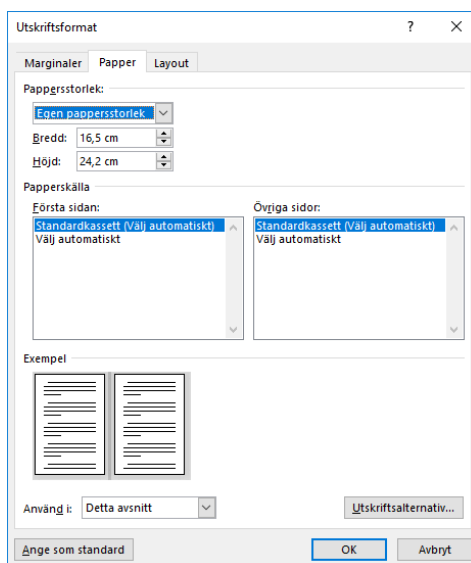 Utskriftsformat ? ×
Marginaler Papper Layout
Pappersstorlek:
Egen pappersstorlek
Bredd: 16,5 cm
Höjd: 24,2 cm
Papperskälla
Första sidan: Övriga sidor:
Standardkassett (Välj automatiskt) Standardkassett (Välj automatiskt)
Välj automatiskt Välj automatiskt
Exempel
Använd i: Detta avsnitt Utskriftsalternativ...
Ange som standard OK Avbryt